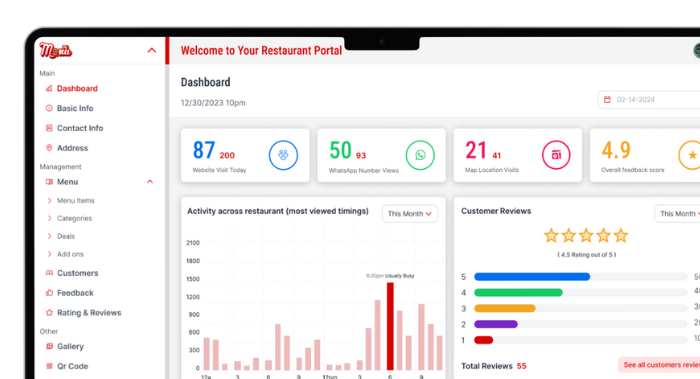 Menu
Welcome to Your Restaurant Portal
Main
Dashboard
Basic Info
Contact Info
Address
Management
Menu
Menu Items
Categories
Deals
Add ons
Customers
Feedback
Rating & Reviews
Other
Gallery
Qr Code
Dashboard
12/30/2023 10pm
02-14-2024
87 200
Website Visit Today
50 93
WhatsApp Number Views
21 41
Map Location Visits
4.9
Overall feedback score
Activity across restaurant (most viewed timings)
This Month
2100
1800
1500
1200
900
600
300
0
6:00pm Usually Busy
12a 3 6 9 12pm 3 6 9
Customer Reviews
This Month
( 4.5 Rating out of 5 )
5
4
3
2
1
Total Reviews 55
See all customers review